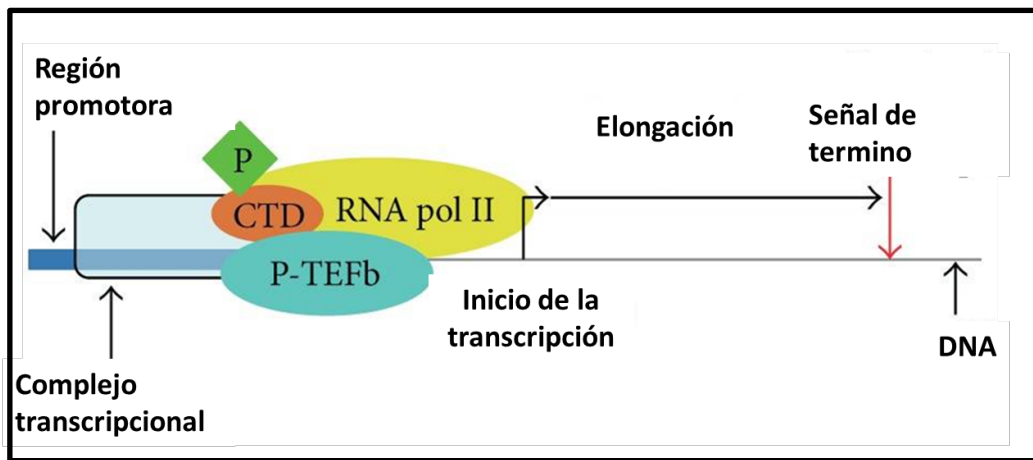 Región
promotora
P
CTD
RNA pol II
P-TEFb
Elongación
Señal de
termino
Inicio de la
transcripción
DNA
Complejo
transcripcional